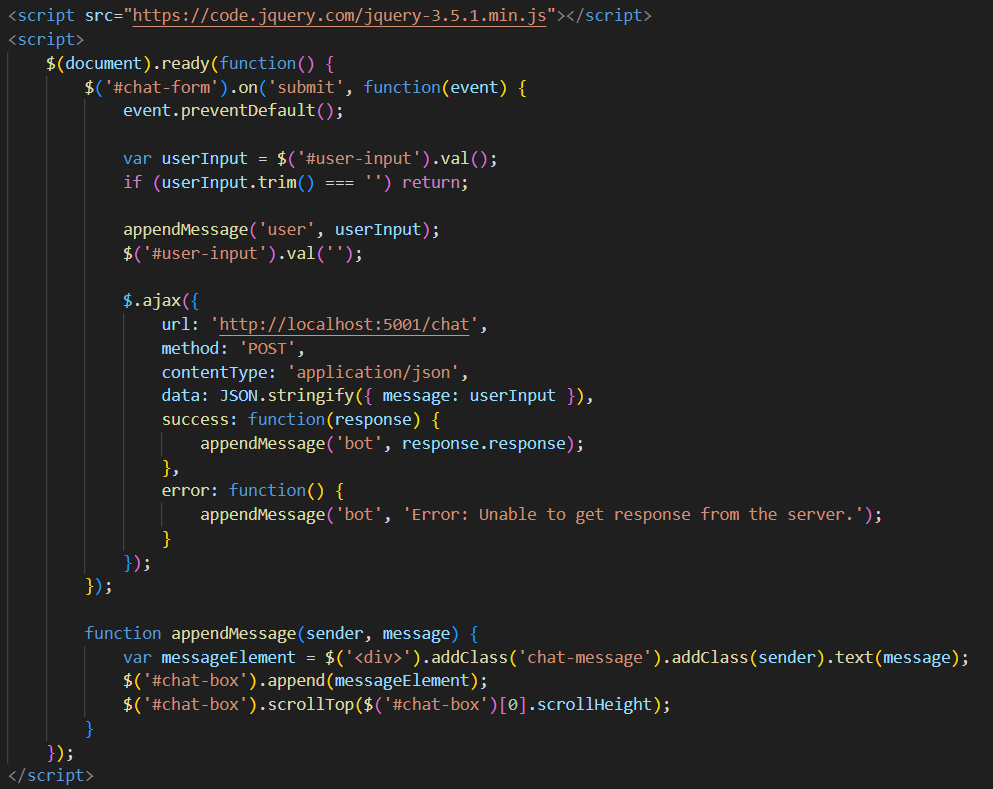 <script src="https://code.jquery.com/jquery-3.5.1.min.js"></script>
<script>
    $(document).ready(function() {
        $('#chat-form').on('submit', function(event) {
            event.preventDefault();

            var userInput = $('#user-input').val();
            if (userInput.trim() === '') return;

            appendMessage('user', userInput);
            $('#user-input').val('');

            $.ajax({
                url: 'http://localhost:5001/chat',
                method: 'POST',
                contentType: 'application/json',
                data: JSON.stringify({ message: userInput }),
                success: function(response) {
                    appendMessage('bot', response.response);
                },
                error: function() {
                    appendMessage('bot', 'Error: Unable to get response from the server.');
                }
            });
        });

        function appendMessage(sender, message) {
            var messageElement = $('<div>').addClass('chat-message').addClass(sender).text(message);
            $('#chat-box').append(messageElement);
            $('#chat-box').scrollTop($('#chat-box')[0].scrollHeight);
        }
    });
</script>